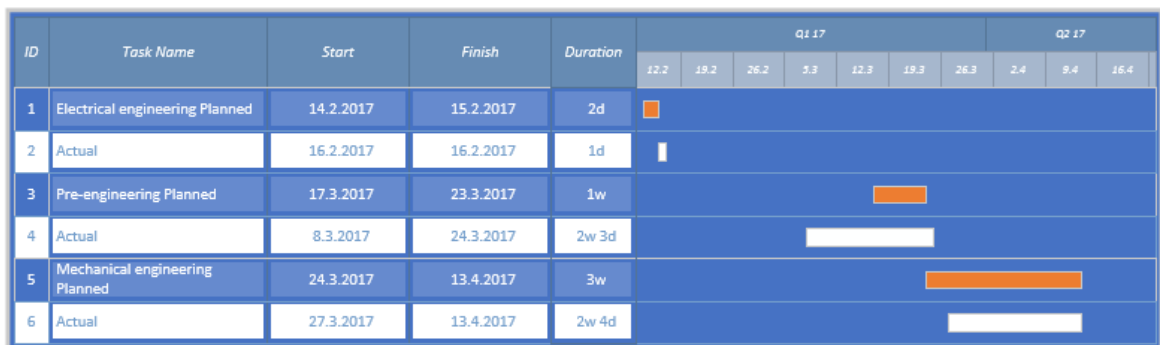 ID Task Name Start Finish Duration Q1 17 Q2 17
12.2 19.2 26.2 5.3 12.3 19.3 26.3 2.4 9.4 16.4
1 Electrical engineering Planned 14.2.2017 15.2.2017 2d
2 Actual 16.2.2017 16.2.2017 1d
3 Pre-engineering Planned 17.3.2017 23.3.2017 1w
4 Actual 8.3.2017 24.3.2017 2w 3d
5 Mechanical engineering
Planned 24.3.2017 13.4.2017 3w
6 Actual 27.3.2017 13.4.2017 2w 4d